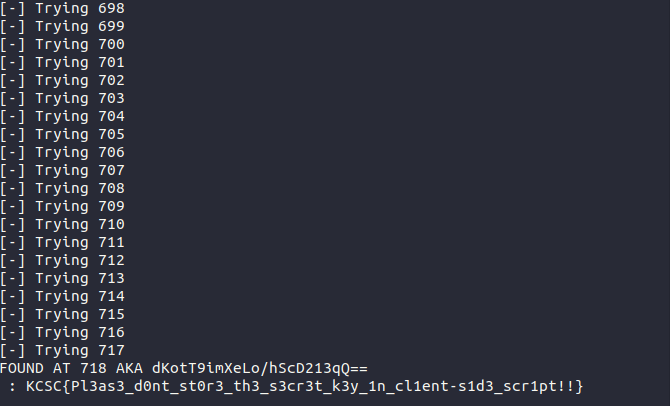 [-] Trying 698
[-] Trying 699
[-] Trying 700
[-] Trying 701
[-] Trying 702
[-] Trying 703
[-] Trying 704
[-] Trying 705
[-] Trying 706
[-] Trying 707
[-] Trying 708
[-] Trying 709
[-] Trying 710
[-] Trying 711
[-] Trying 712
[-] Trying 713
[-] Trying 714
[-] Trying 715
[-] Trying 716
[-] Trying 717
FOUND AT 718 AKA dKotT9imXeLo/hScD213qQ==
 : KCSC{Pl3as3_d0nt_st0r3_th3_s3cr3t_k3y_1n_cl1ent-s1d3_scr1pt!!}